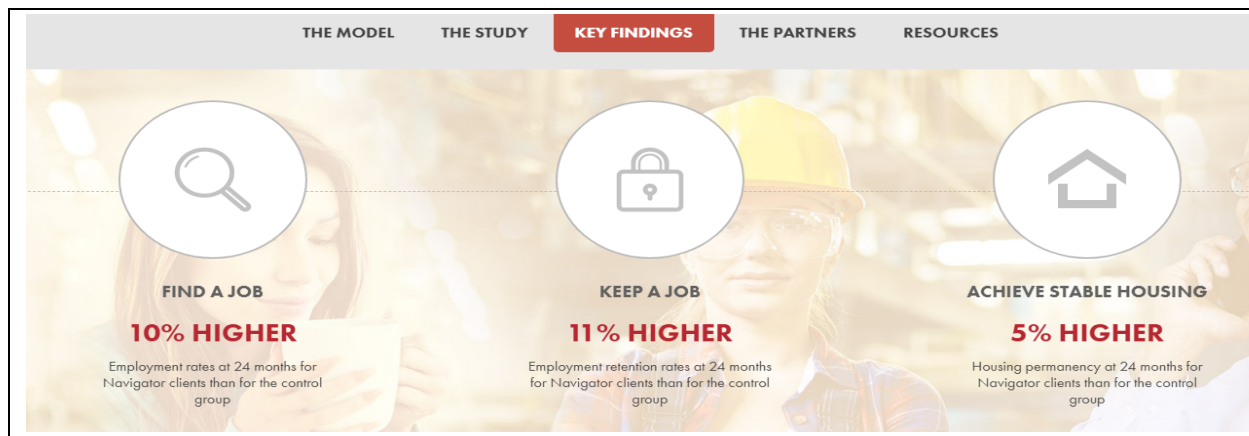 THE MODEL THE STUDY KEY FINDINGS THE PARTNERS RESOURCES
FIND A JOB
10% HIGHER
Employment rates at 24 months for
Navigator clients than for the control
group
KEEP A JOB
11% HIGHER
Employment retention rates at 24 months
for Navigator clients than for the control
group
ACHIEVE STABLE HOUSING
5% HIGHER
Housing permanency at 24 months for
Navigator clients than for the control
group